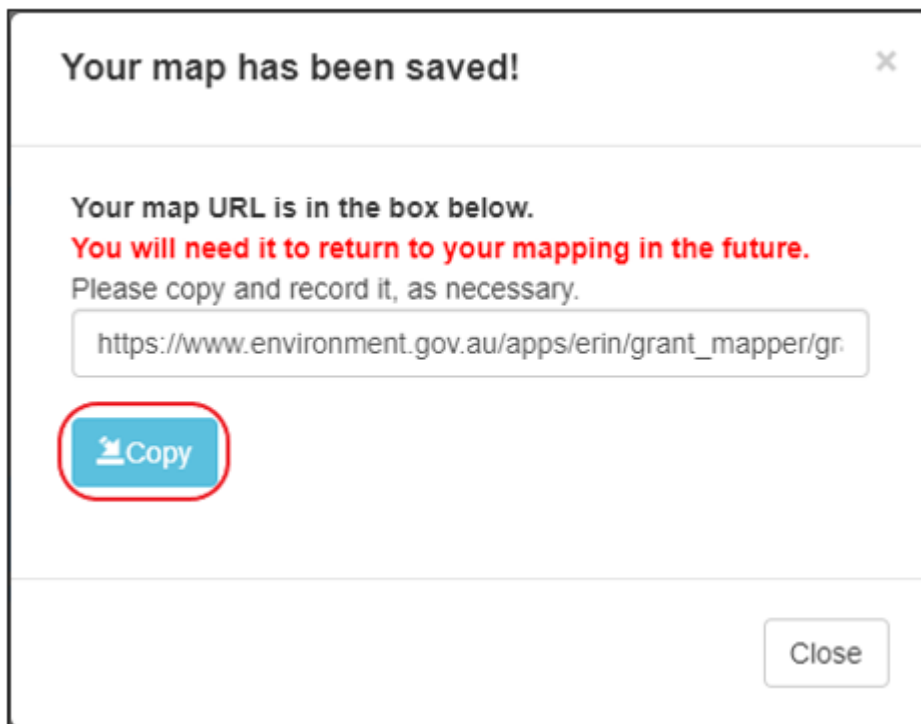 Your map has been saved!
×
Your map URL is in the box below.
You will need it to return to your mapping in the future.
Please copy and record it, as necessary.
https://www.environment.gov.au/apps/erin/grant_mapper/gr
Copy
Close